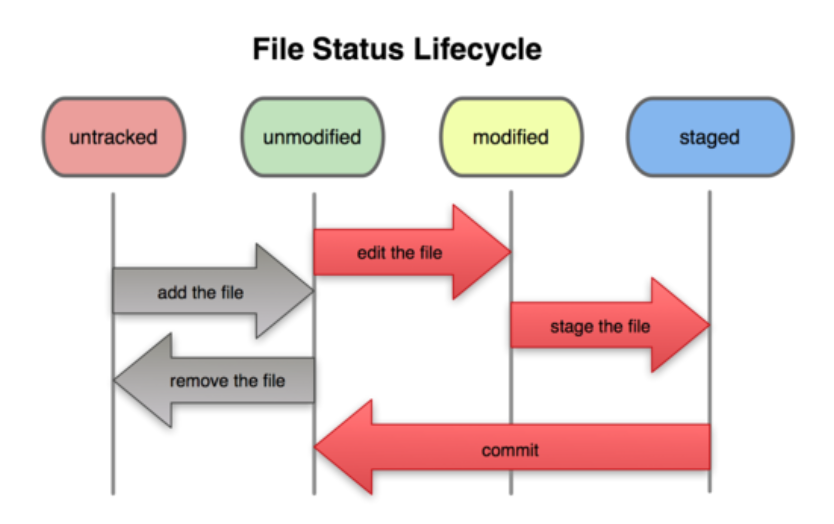 File Status Lifecycle
untracked
unmodified
modified
staged
edit the file
add the file
stage the file
remove the file
commit